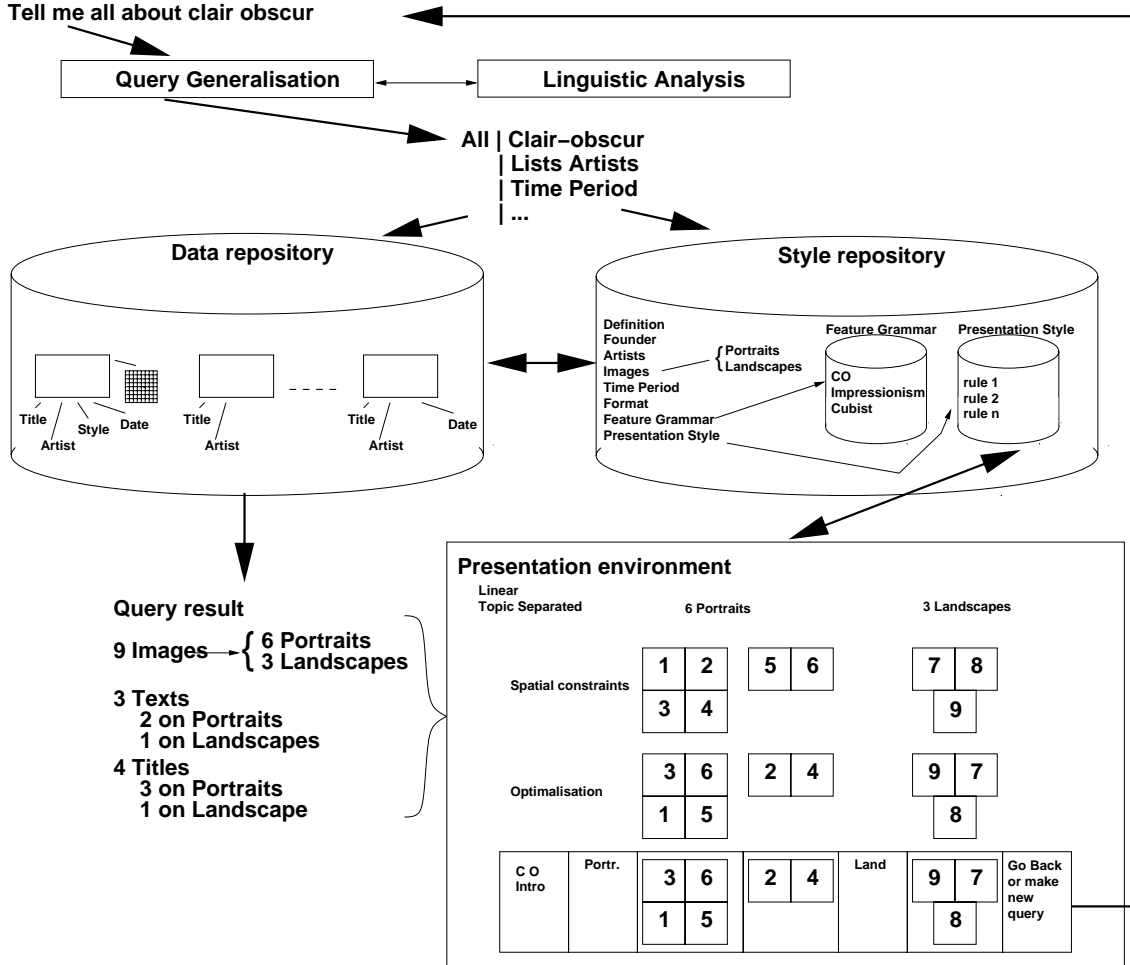 Tell me all about clair obscur
Query Generalisation
Linguistic Analysis
All | Clair–obscur
| Lists Artists
| Time Period
| ...
Data repository
Title
Artist
Style
Date
Title
Artist
Title
Artist
Date
Style repository
Definition
Founder
Artists
Images
Time Period
Format
Feature Grammar
Presentation Style
{ Portraits
Landscapes
Feature Grammar
CO
Impressionism
Cubist
Presentation Style
rule 1
rule 2
rule n
Query result
9 Images
{ 6 Portraits
3 Landscapes
3 Texts
2 on Portraits
1 on Landscapes
4 Titles
3 on Portraits
1 on Landscape
Presentation environment
Linear
Topic Separated
6 Portraits
3 Landscapes
Spatial constraints
1 2 5 6 7 8
3 4 9
Optimalisation
3 6 2 4 9 7
1 5 8
C O
Intro
Portr.
3 6
1 5
2 4
Land
9 7
8
Go Back
or make
new
query